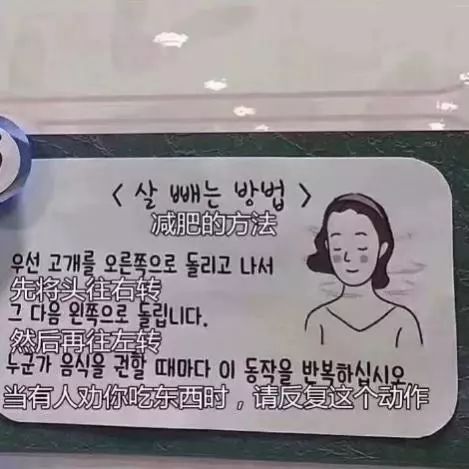 < 살 빼는 방법 >
减肥的方法
우선 고개를 오른쪽으로 돌리고 나서
先将头往右转
그 다음 왼쪽으로 돌립니다.
然后再往左转
누군가 음식을 권할 때마다 이 동작을 반복하십시오
当有人劝你吃东西时，请反复这个动作